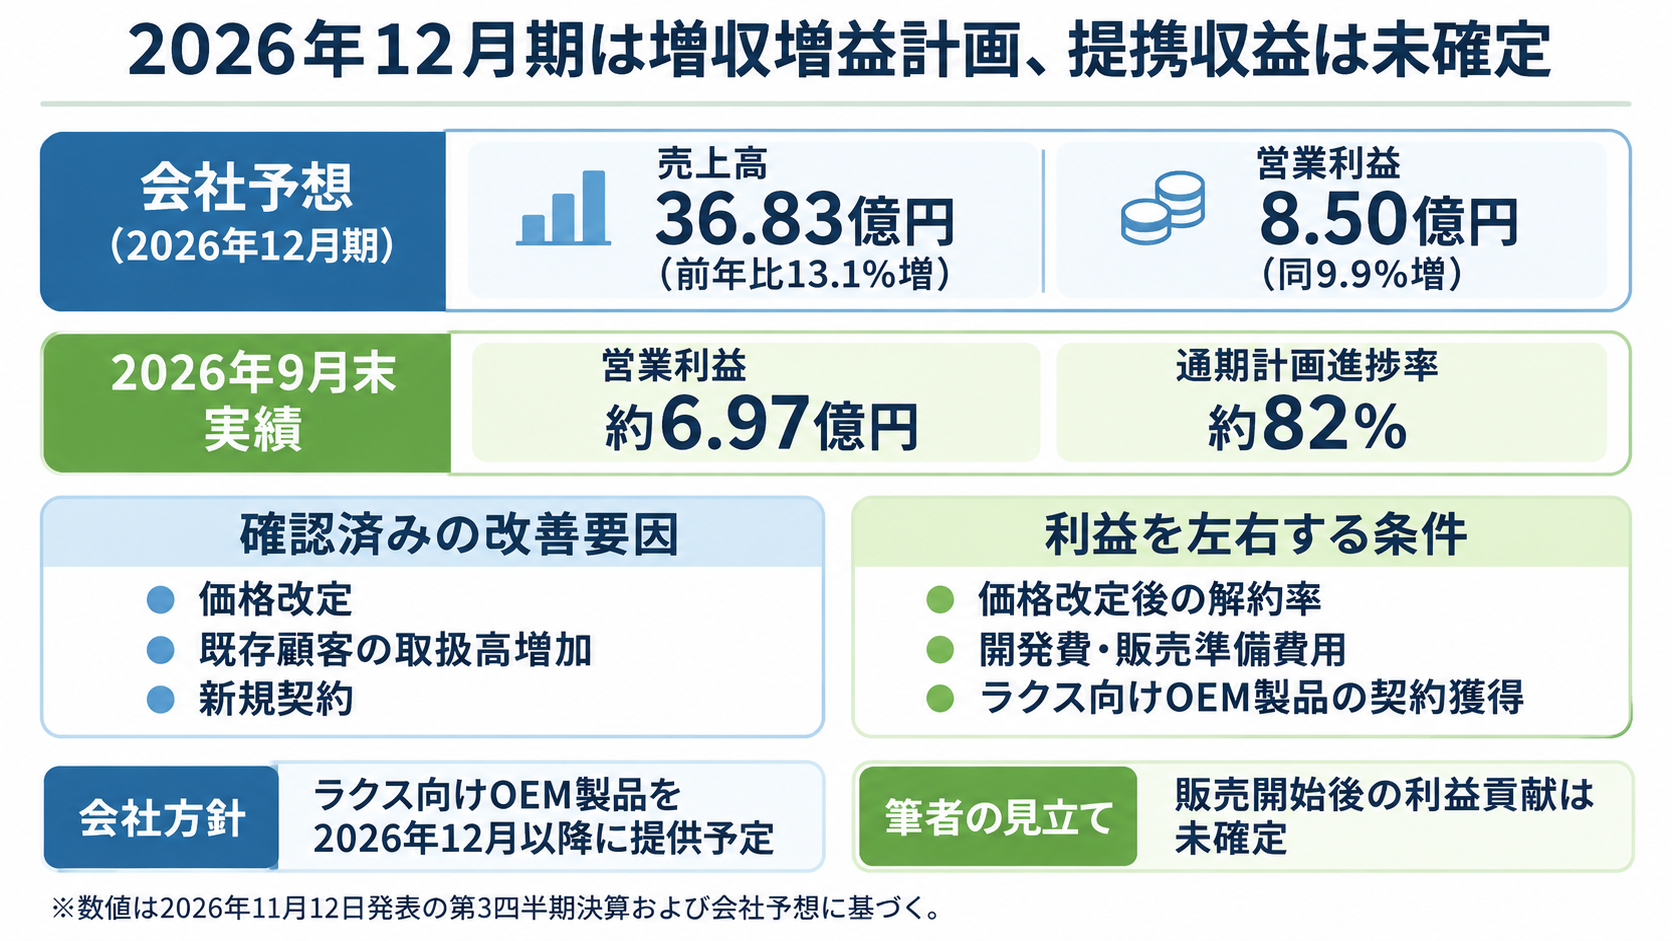 2026年12月期は増収増益計画、提携収益は未確定
会社予想
（2026年12月期）
売上高
36.83億円
（前年比13.1%増）
営業利益
8.50億円
（同9.9%増）
2026年9月末
実績
営業利益
約6.97億円
通期計画進捗率
約82%
確認済みの改善要因
価格改定
既存顧客の取扱高増加
新規契約
利益を左右する条件
価格改定後の解約率
開発費・販売準備費用
ラクス向けOEM製品の契約獲得
会社方針
ラクス向けOEM製品を
2026年12月以降に提供予定
筆者の見立て
販売開始後の利益貢献は
未確定
※数値は2026年11月12日発表の第3四半期決算および会社予想に基づく。